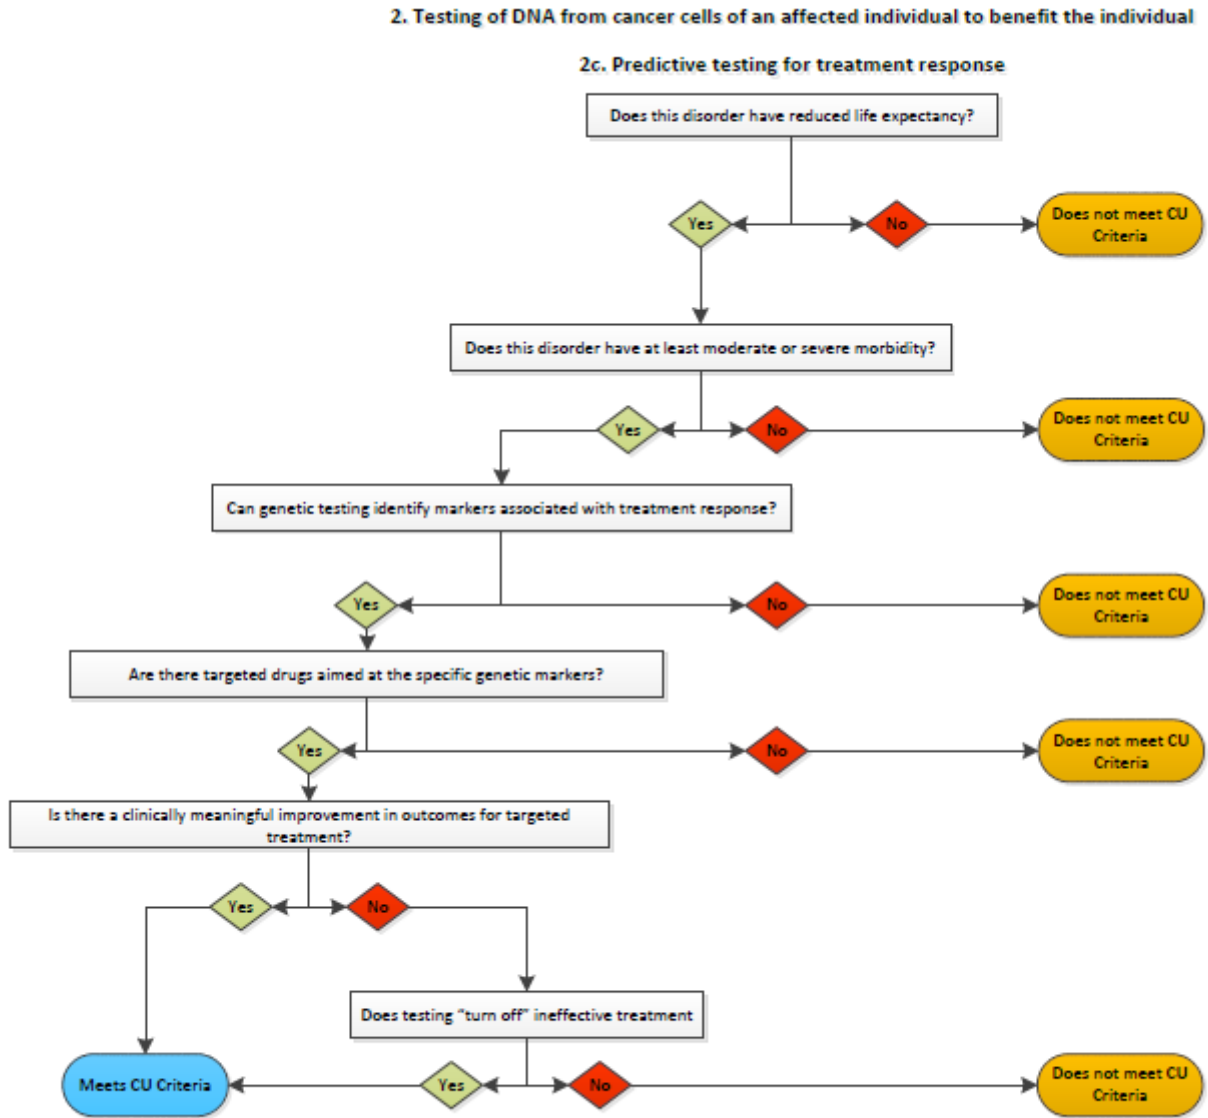 2. Testing of DNA from cancer cells of an affected individual to benefit the individual
2c. Predictive testing for treatment response
Does this disorder have reduced life expectancy?
Yes
No
Does not meet CU
Criteria
Does this disorder have at least moderate or severe morbidity?
Yes
No
Does not meet CU
Criteria
Can genetic testing identify markers associated with treatment response?
Yes
No
Does not meet CU
Criteria
Are there targeted drugs aimed at the specific genetic markers?
Yes
No
Does not meet CU
Criteria
Is there a clinically meaningful improvement in outcomes for targeted
treatment?
Yes
No
Does testing “turn off” ineffective treatment
Meets CU Criteria
Yes
No
Does not meet CU
Criteria